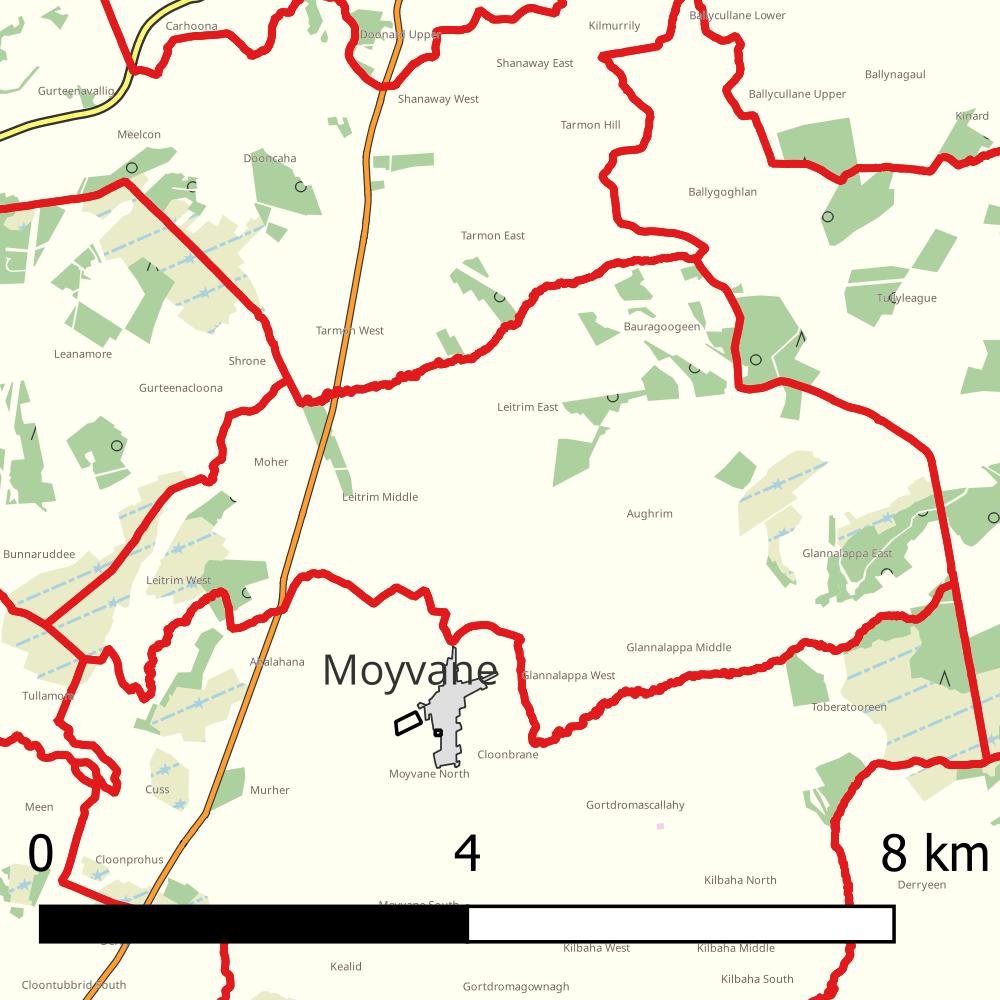 Ballycullane Lower
Carhoona
Kilmurrily
Doonard Upper
Shanaway East
Ballynagaul
Gurteenavallig
Ballycullane Upper
Shanaway West
Kinard
Tarmon Hill
Meelcon
Dooncaha
Ballygoghlan
Tarmon East
Tullyleague
Bauragoogeen
Tarmon West
Leanamore
Shrone
Gurteenacloona
Leitrim East
Moher
Leitrim Middle
Aughrim
Bunnaruddee
Glannalappa East
Leitrim West
Glannalappa Middle
Ahalahana
Moyvane
Glannalappa West
Tullamore
Toberatooreen
Cloonbrane
Moyvane North
Cuss
Murher
Meen
Gortdromascallahy
0
4
8 km
Cloonprohus
Kilbaha North
Derryeen
Moyvane South
Kilbaha West
Kilbaha Middle
Kealid
Kilbaha South
Cloontubbrid South
Gortdromagownagh